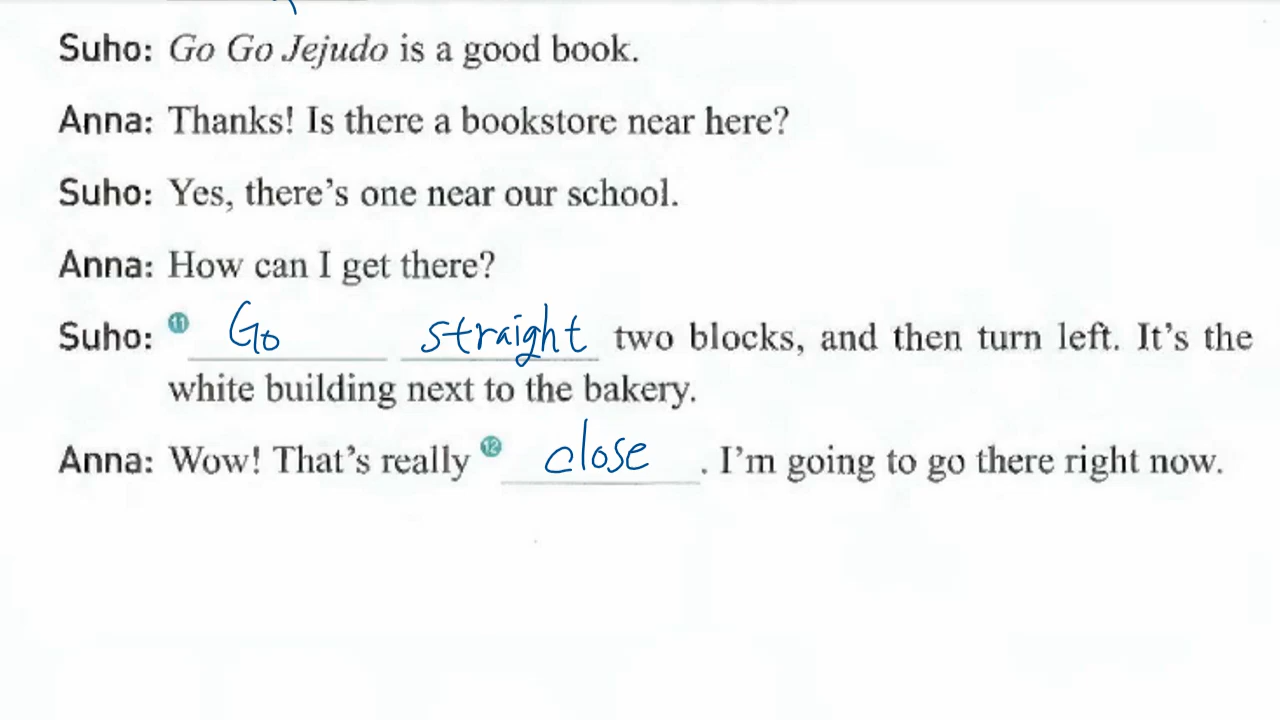 Suho: Go Go Jejudo is a good book.
Anna: Thanks! Is there a bookstore near here?
Suho: Yes, there's one near our school.
Anna: How can I get there?
Suho: ⑪ Go straight two blocks, and then turn left. It's the
white building next to the bakery.
Anna: Wow! That's really ⑫ close. I'm going to go there right now.